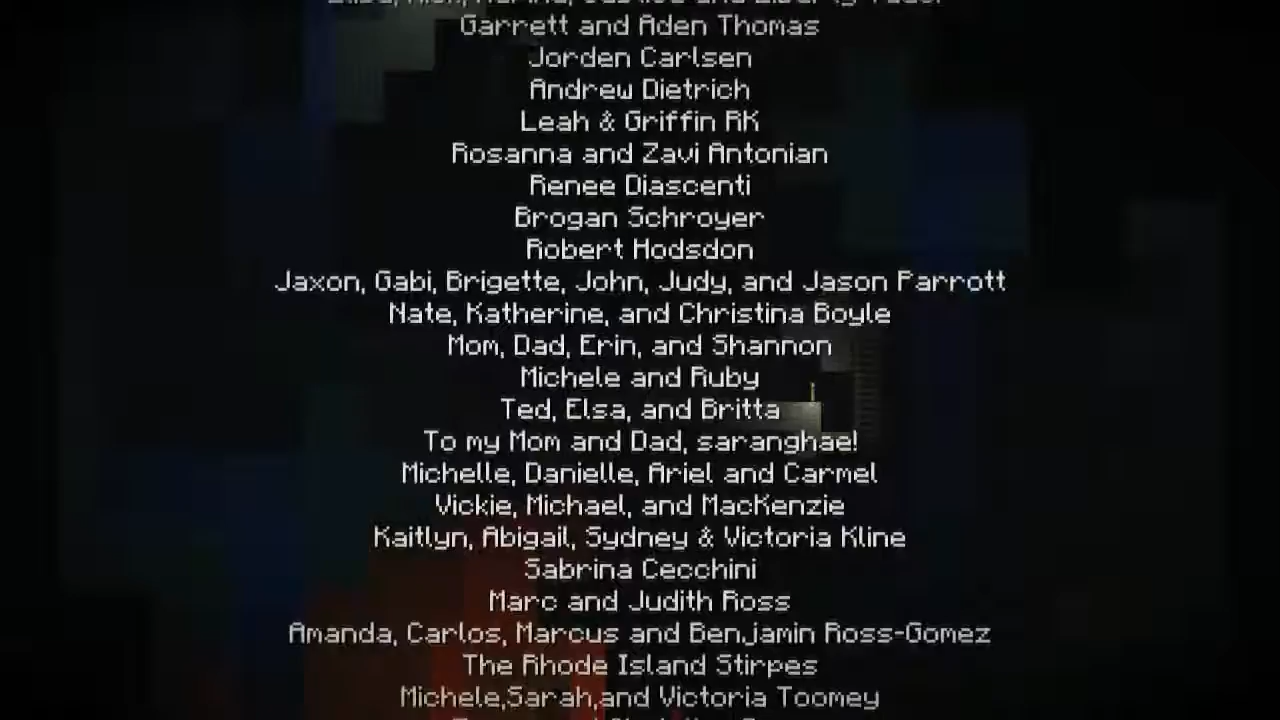 Garrett and Aden Thomas
Jorden Carlsen
Andrew Dietrich
Leah & Griffin RK
Rosanna and Zavi Antonian
Renee Diascenti
Brogan Schroyer
Robert Hodsdon
Jaxon, Gabi, Brigette, John, Judy, and Jason Parrott
Nate, Katherine, and Christina Boyle
Mom, Dad, Erin, and Shannon
Michele and Ruby
Ted, Elsa, and Britta
To my Mom and Dad, saranghae!
Michelle, Danielle, Ariel and Carmel
Vickie, Michael, and MacKenzie
Kaitlyn, Abigail, Sydney & Victoria Kline
Sabrina Cecchini
Marc and Judith Ross
Amanda, Carlos, Marcus and Benjamin Ross-Gomez
The Rhode Island Stirpes
Michele,Sarah,and Victoria Toomey